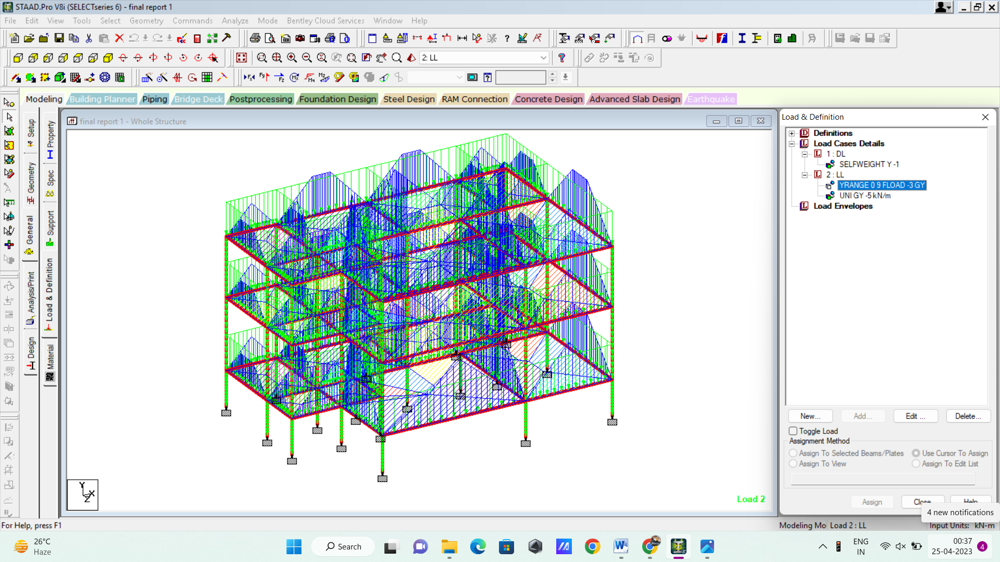 STAAD.Pro V8i (SELECTseries 6) - final report 1
File Edit View Tools Select Geometry Commands Analyze Mode Bentley Cloud Services Window Help
2: LL
Modeling Building Planner Piping Bridge Deck Postprocessing Foundation Design Steel Design RAM Connection Concrete Design Advanced Slab Design Earthquake
Setup
Geometry
General
Analysis/Print
Design
Property
Spec
Support
Load & Definition
Material
final report 1 - Whole Structure
Y
X
Z
Load 2
Load & Definition
Definitions
Load Cases Details
1 : DL
SELFWEIGHT Y -1
2 : LL
YRANGE 0 9 FLOAD -3 GY
UNI GY -5 kN/m
Load Envelopes
New... Add... Edit ... Delete...
Toggle Load
Assignment Method
Assign To Selected Beams/Plates Use Cursor To Assign
Assign To View Assign To Edit List
Assign Close Help
4 new notifications
For Help, press F1
Modeling Mo Load 2 : LL Input Units: kN-m
26°C
Haze
Search
ENG
IN
00:37
25-04-2023
4